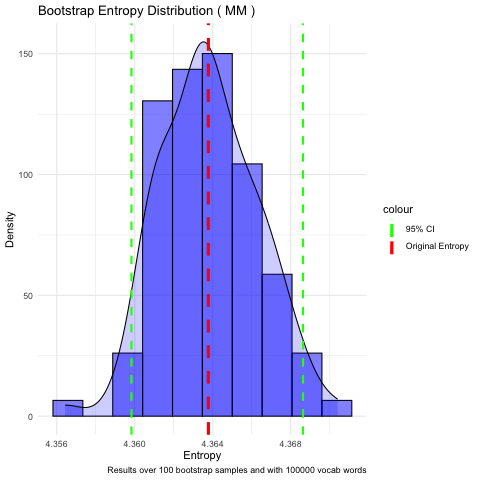 Bootstrap Entropy Distribution ( MM )
150
100
50
0
Density
4.356
4.360
4.364
4.368
Entropy
colour
95% CI
Original Entropy
Results over 100 bootstrap samples and with 100000 vocab words